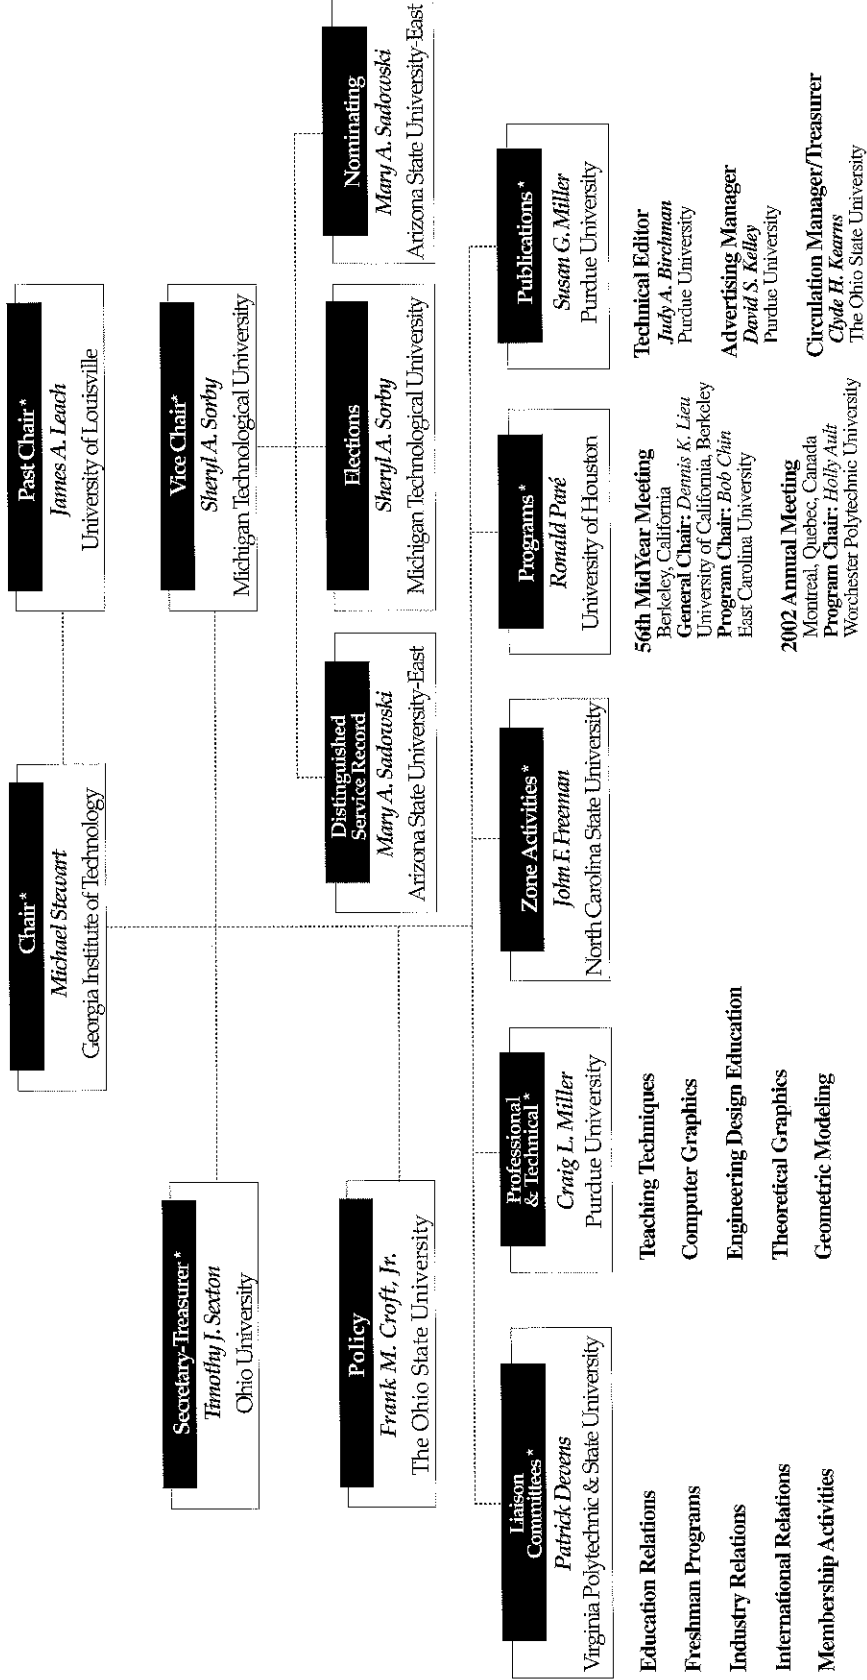 Chair*
Michael Stewart
Georgia Institute of Technology
Past Chair*
James A. Leach
University of Louisville
Secretary-Treasurer*
Timothy J. Sexton
Ohio University
Vice Chair*
Sheryl A. Sorby
Michigan Technological University
Policy
Frank M. Croft, Jr.
The Ohio State University
Distinguished
Service Record
Mary A. Sadowski
Arizona State University-East
Elections
Sheryl A. Sorby
Michigan Technological University
Nominating
Mary A. Sadowski
Arizona State University-East
Liaison
Committees*
Patrick Devens
Virginia Polytechnic & State University
Education Relations
Freshman Programs
Industry Relations
International Relations
Membership Activities
Professional
& Technical*
Craig L. Miller
Purdue University
Teaching Techniques
Computer Graphics
Engineering Design Education
Theoretical Graphics
Geometric Modeling
Zone Activities*
John F. Freeman
North Carolina State University
Programs*
Ronald Paré
University of Houston
56th MidYear Meeting
Berkeley, California
General Chair: Dennis K. Lieu
University of California, Berkeley
Program Chair: Bob Chin
East Carolina University
2002 Annual Meeting
Montreal, Quebec, Canada
Program Chair: Holly Ault
Worchester Polytechnic University
Publications*
Susan G. Miller
Purdue University
Technical Editor
Judy A. Birchman
Purdue University
Advertising Manager
David S. Kelley
Purdue University
Circulation Manager/Treasurer
Clyde H. Kearns
The Ohio State University